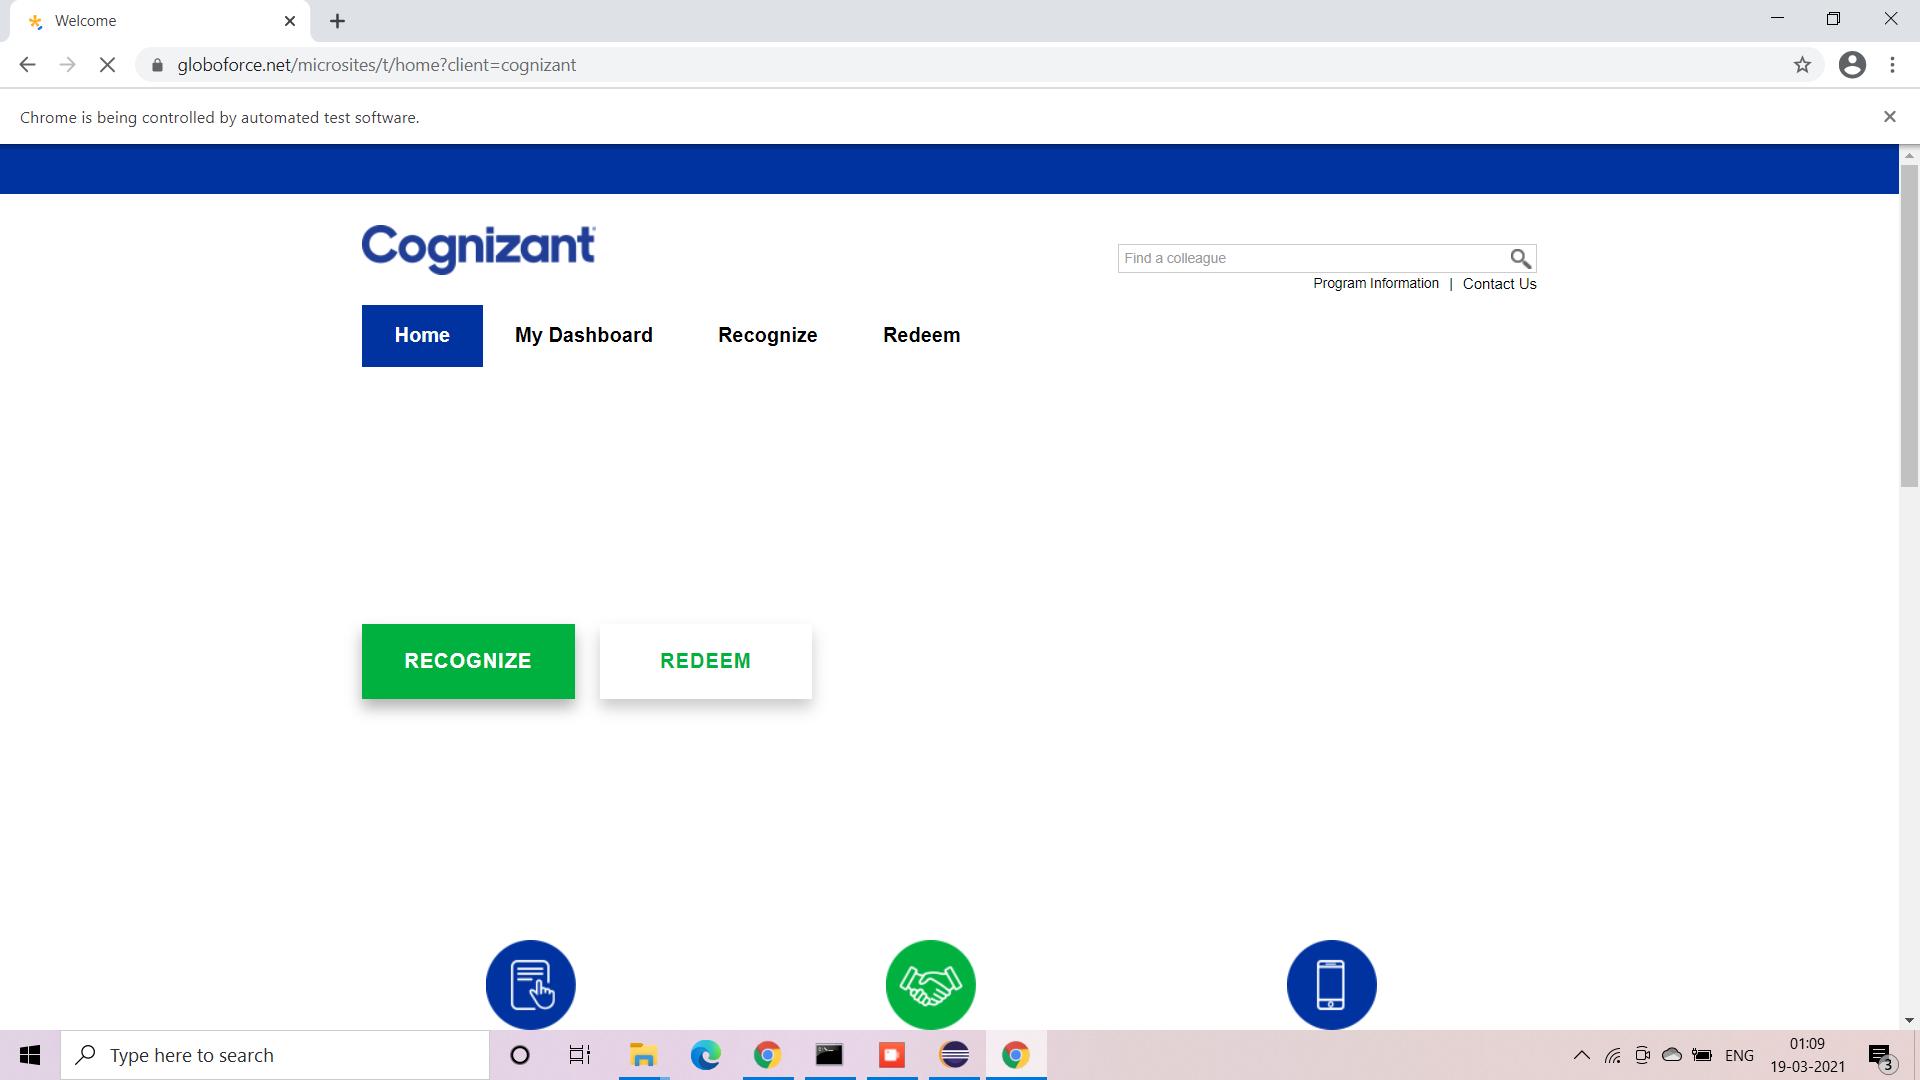 Welcome
globoforce.net/microsites/t/home?client=cognizant
Chrome is being controlled by automated test software.
Cognizant
Find a colleague
Program Information | Contact Us
Home My Dashboard Recognize Redeem
RECOGNIZE REDEEM
Type here to search
ENG
01:09
19-03-2021
3